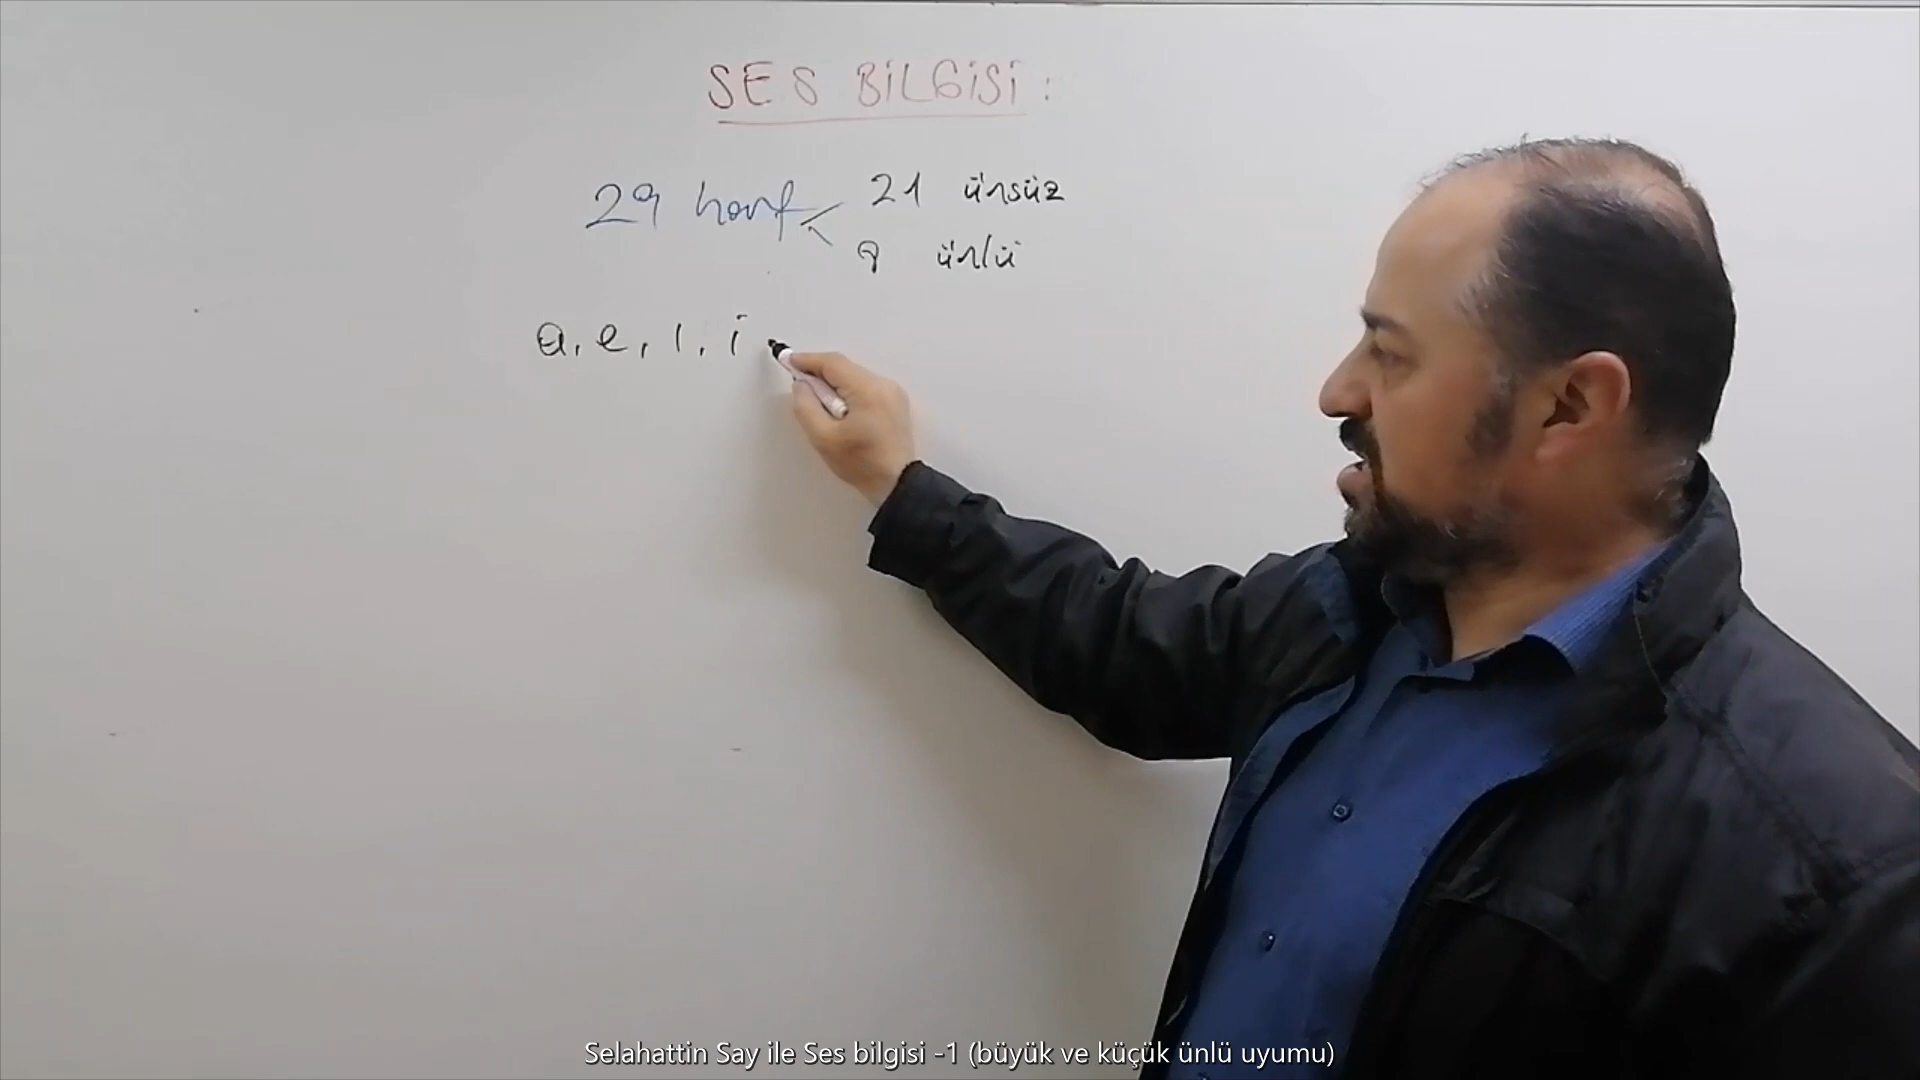 SES BİLGİSİ :
29 harf 21 ünsüz
8 ünlü
a, e, ı, i
Selahattin Say ile Ses bilgisi -1 (büyük ve küçük ünlü uyumu)